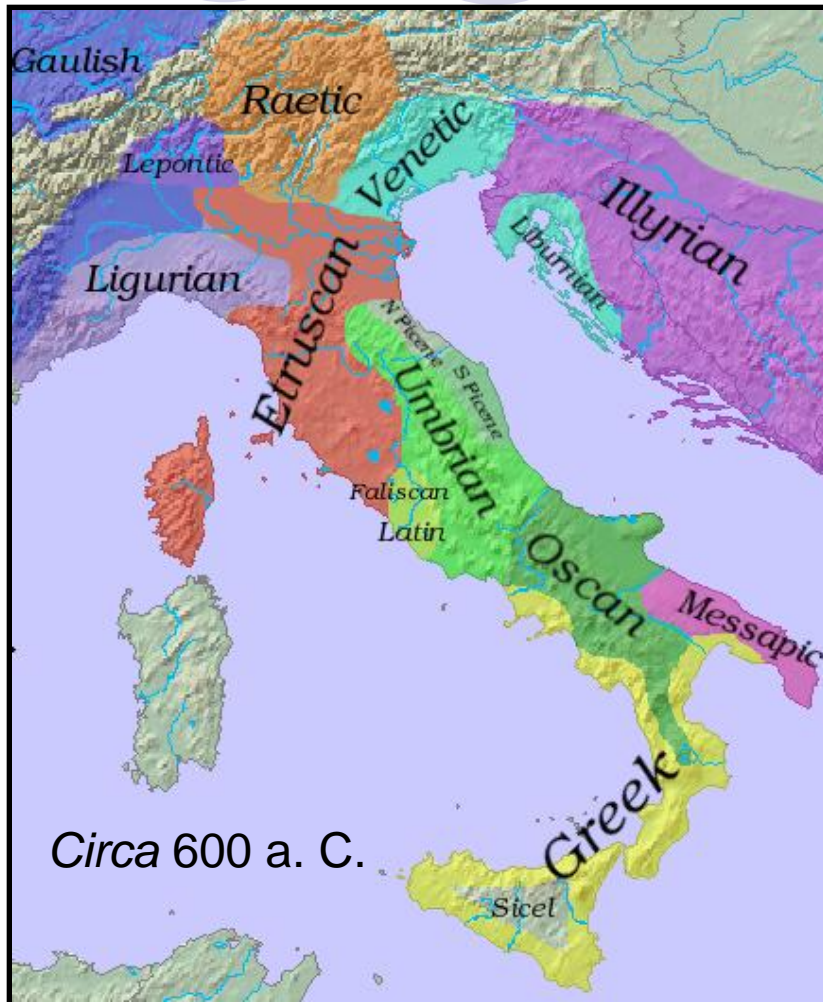 Gaulish
Raetic
Lepontic
Venetic
Illyrian
Liburnian
Ligurian
Etruscan
N Picene
S Picene
Umbrian
Faliscan
Latin
Oscan
Messapic
Greek
Sicel
Circa 600 a. C.